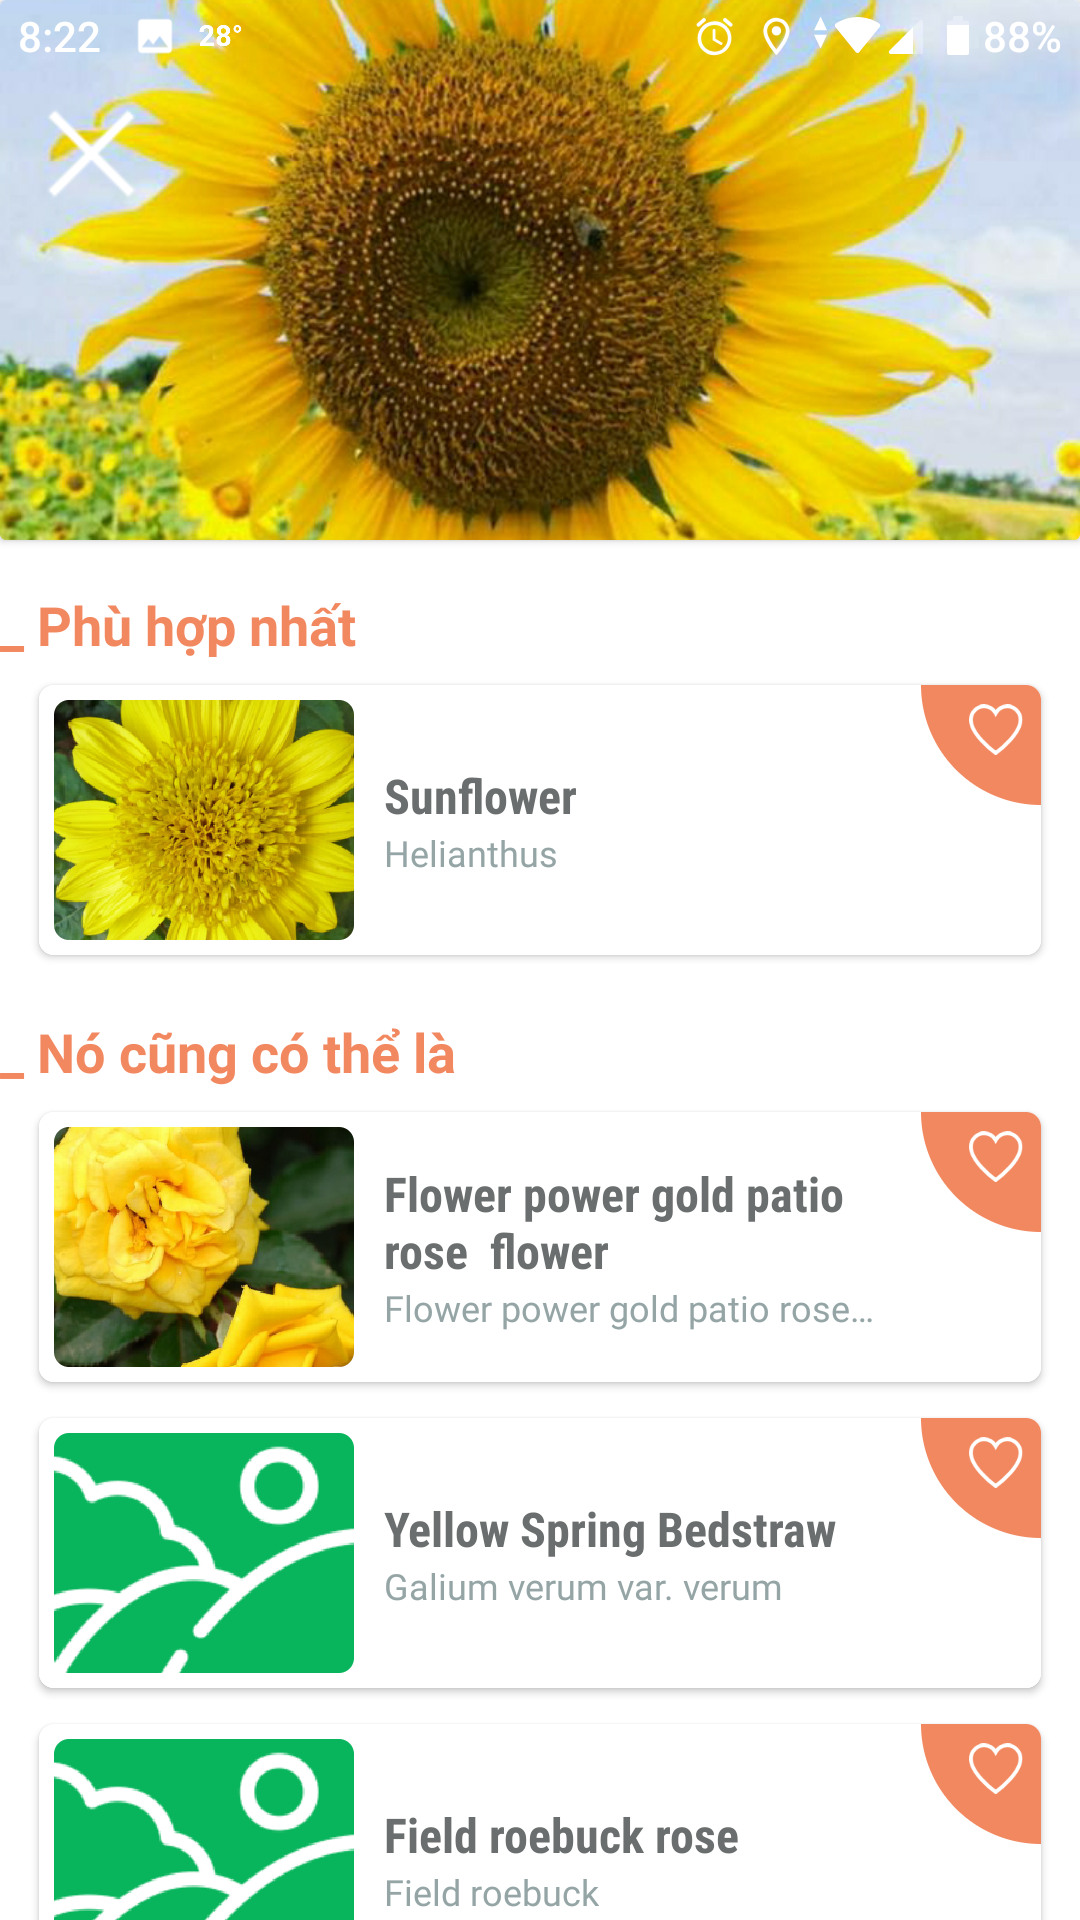 8:22 28° 88%
Phù hợp nhất
Sunflower
Helianthus
Nó cũng có thể là
Flower power gold patio
rose flower
Flower power gold patio rose...
Yellow Spring Bedstraw
Galium verum var. verum
Field roebuck rose
Field roebuck